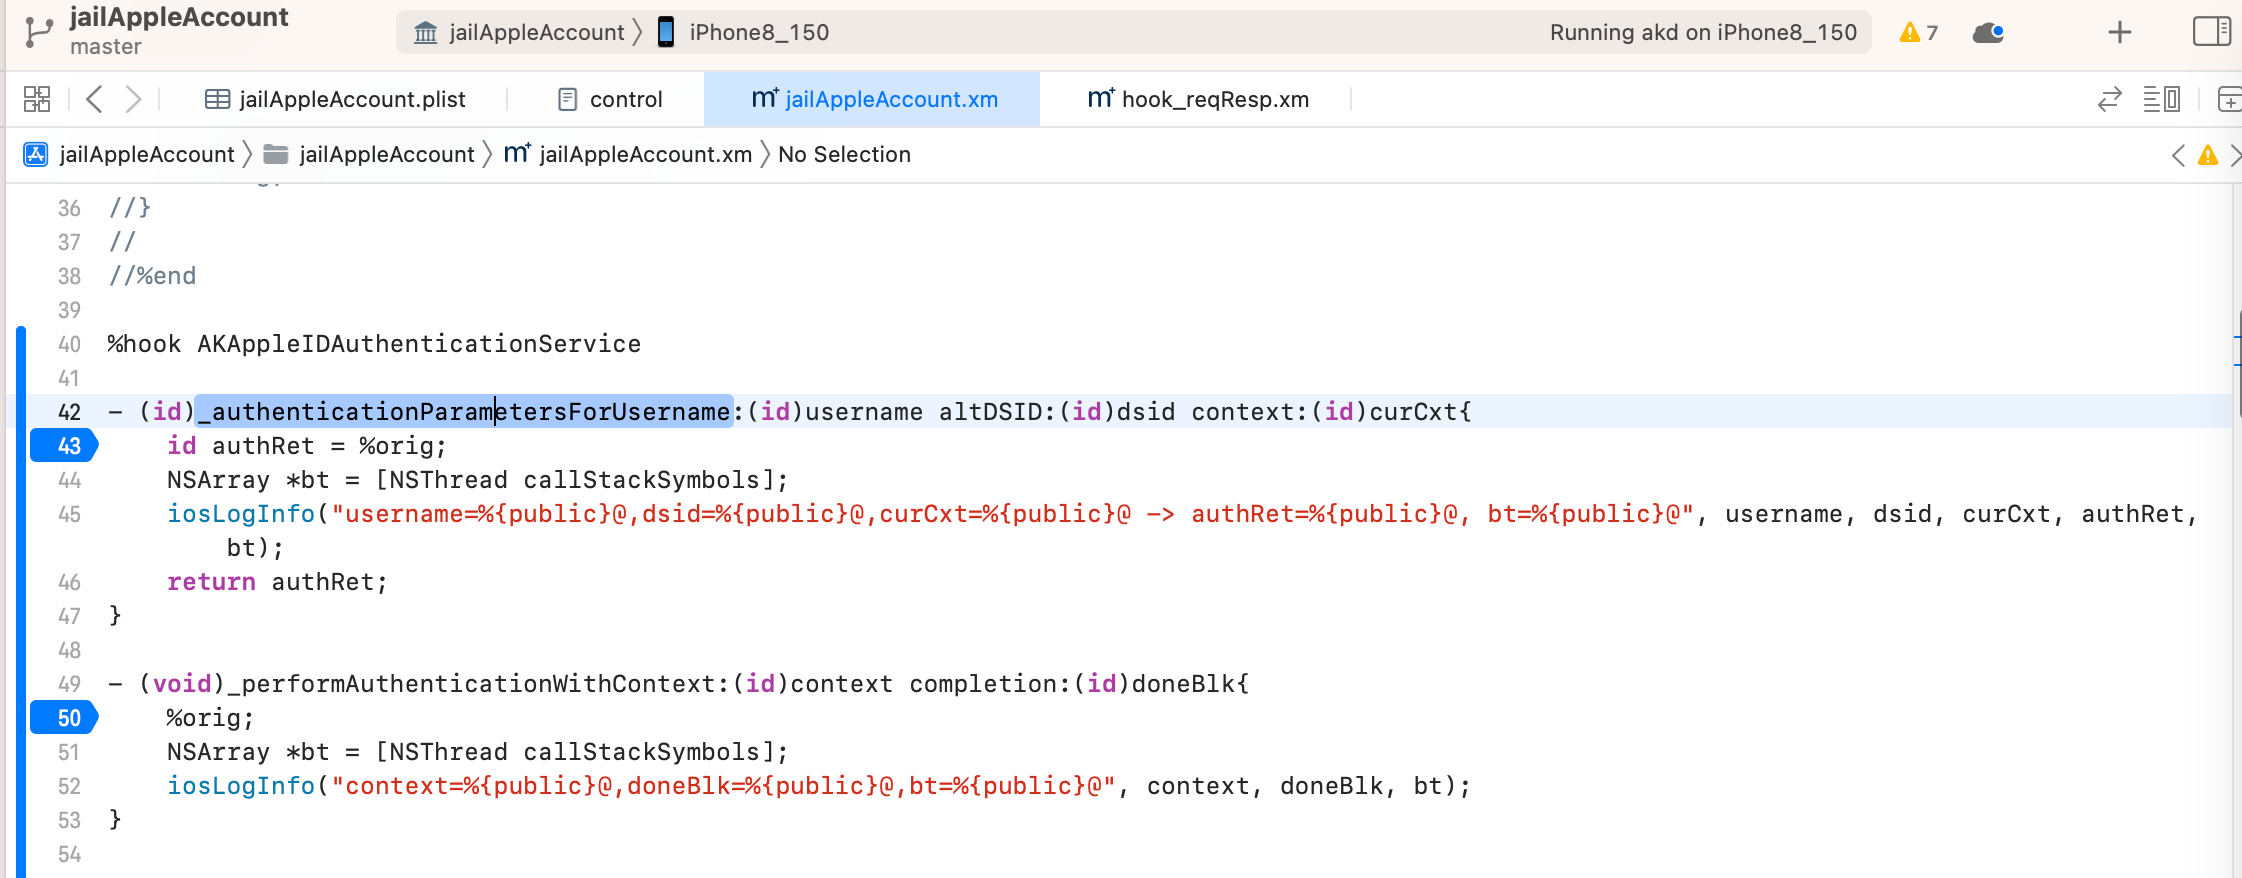 jailAppleAccount
master
jailAppleAccount
iPhone8_150
Running akd on iPhone8_150
7
jailAppleAccount.plist
control
m+ jailAppleAccount.xm
m+ hook_reqResp.xm
jailAppleAccount
jailAppleAccount
m+ jailAppleAccount.xm
No Selection
36 //}
37 //
38 //%end
39
40 %hook AKAppleIDAuthenticationService
41
42 - (id)_authenticationParametersForUsername:(id)username altDSID:(id)dsid context:(id)curCxt{
43     id authRet = %orig;
44     NSArray *bt = [NSThread callStackSymbols];
45     iosLogInfo("username=%{public}@,dsid=%{public}@,curCxt=%{public}@ -> authRet=%{public}@, bt=%{public}@", username, dsid, curCxt, authRet,
        bt);
46     return authRet;
47 }
48
49 - (void)_performAuthenticationWithContext:(id)context completion:(id)doneBlk{
50     %orig;
51     NSArray *bt = [NSThread callStackSymbols];
52     iosLogInfo("context=%{public}@,doneBlk=%{public}@,bt=%{public}@", context, doneBlk, bt);
53 }
54